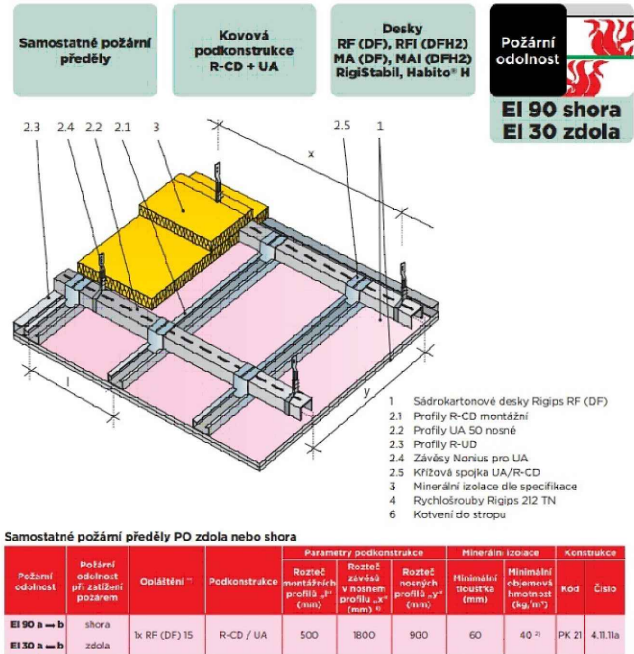 Samostatné požární
předěly
Kovová
podkonstrukce
R-CD + UA
Desky
RF (DF), RFI (DFH2)
MA (DF), MAI (DFH2)
RigiStabil, Habito® H
Požární
odolnost
EI 90 shora
EI 30 zdola
2.3 2.4 2.2 2.1 3 x 2.5 1
l
y
1 Sádrokartonové desky Rigips RF (DF)
2.1 Profily R-CD montážní
2.2 Profily UA 50 nosné
2.3 Profily R-UD
2.4 Závěsy Nonius pro UA
2.5 Křížová spojka UA/R-CD
3 Minerální izolace dle specifikace
4 Rychlošrouby Rigips 212 TN
6 Kotvení do stropu
Samostatné požární předěly PO zdola nebo shora
Požární
odolnost
Požární
odolnost
při zatížení
požárem
Opláštění
Podkonstrukce
Parametry podkonstrukce
Rozteč
montážních
profilů „l“
(mm)
Rozteč
závěsů
v nosném
profilu „x“
(mm)
Rozteč
nosných
profilů „y“
(mm)
Minerální izolace
Minimální
tloušťka
(mm)
Minimální
objemová
hmotnost
(kg/m³)
Konstrukce
Kód
Číslo
EI 90 a → b shora
EI 30 a → b zdola
1x RF (DF) 15 R-CD / UA 500 1800 900 60 40 ²⁾ PK 21 4.11.11a